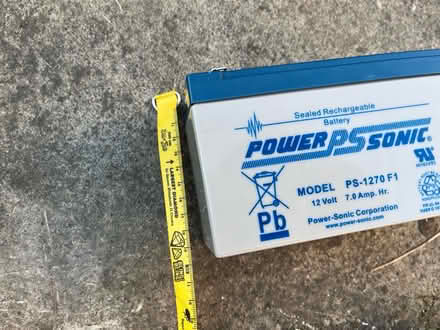 Sealed Rechargeable
Battery
POWER PS SONIC
MODEL PS-1270 F1
12 Volt 7.0 Amp. Hr.
Pb
Power-Sonic Corporation
www.power-sonic.com